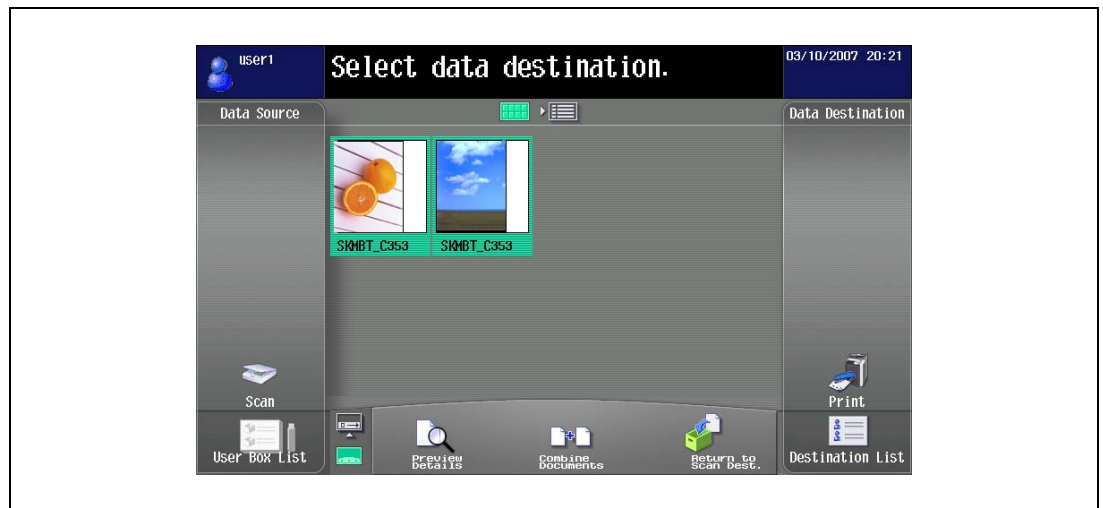 user1
Select data destination.
03/10/2007 20:21
Data Source
Data Destination
SKMBT_C353
SKMBT_C353
Scan
Print
User Box List
Preview
Details
Combine
Documents
Return to
Scan Dest.
Destination List